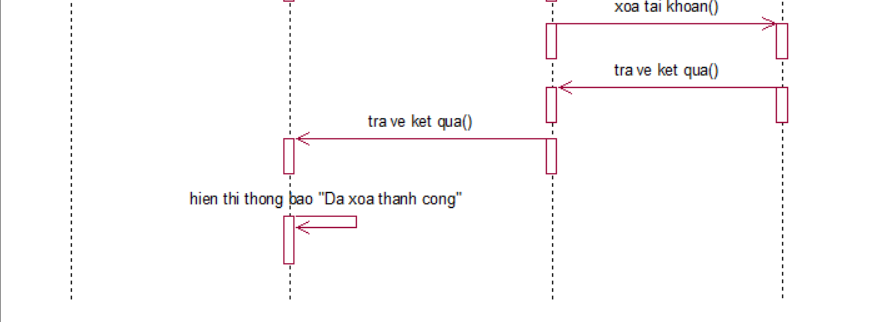 xoa tai khoan()
tra ve ket qua()
tra ve ket qua()
hien thi thong bao "Da xoa thanh cong"